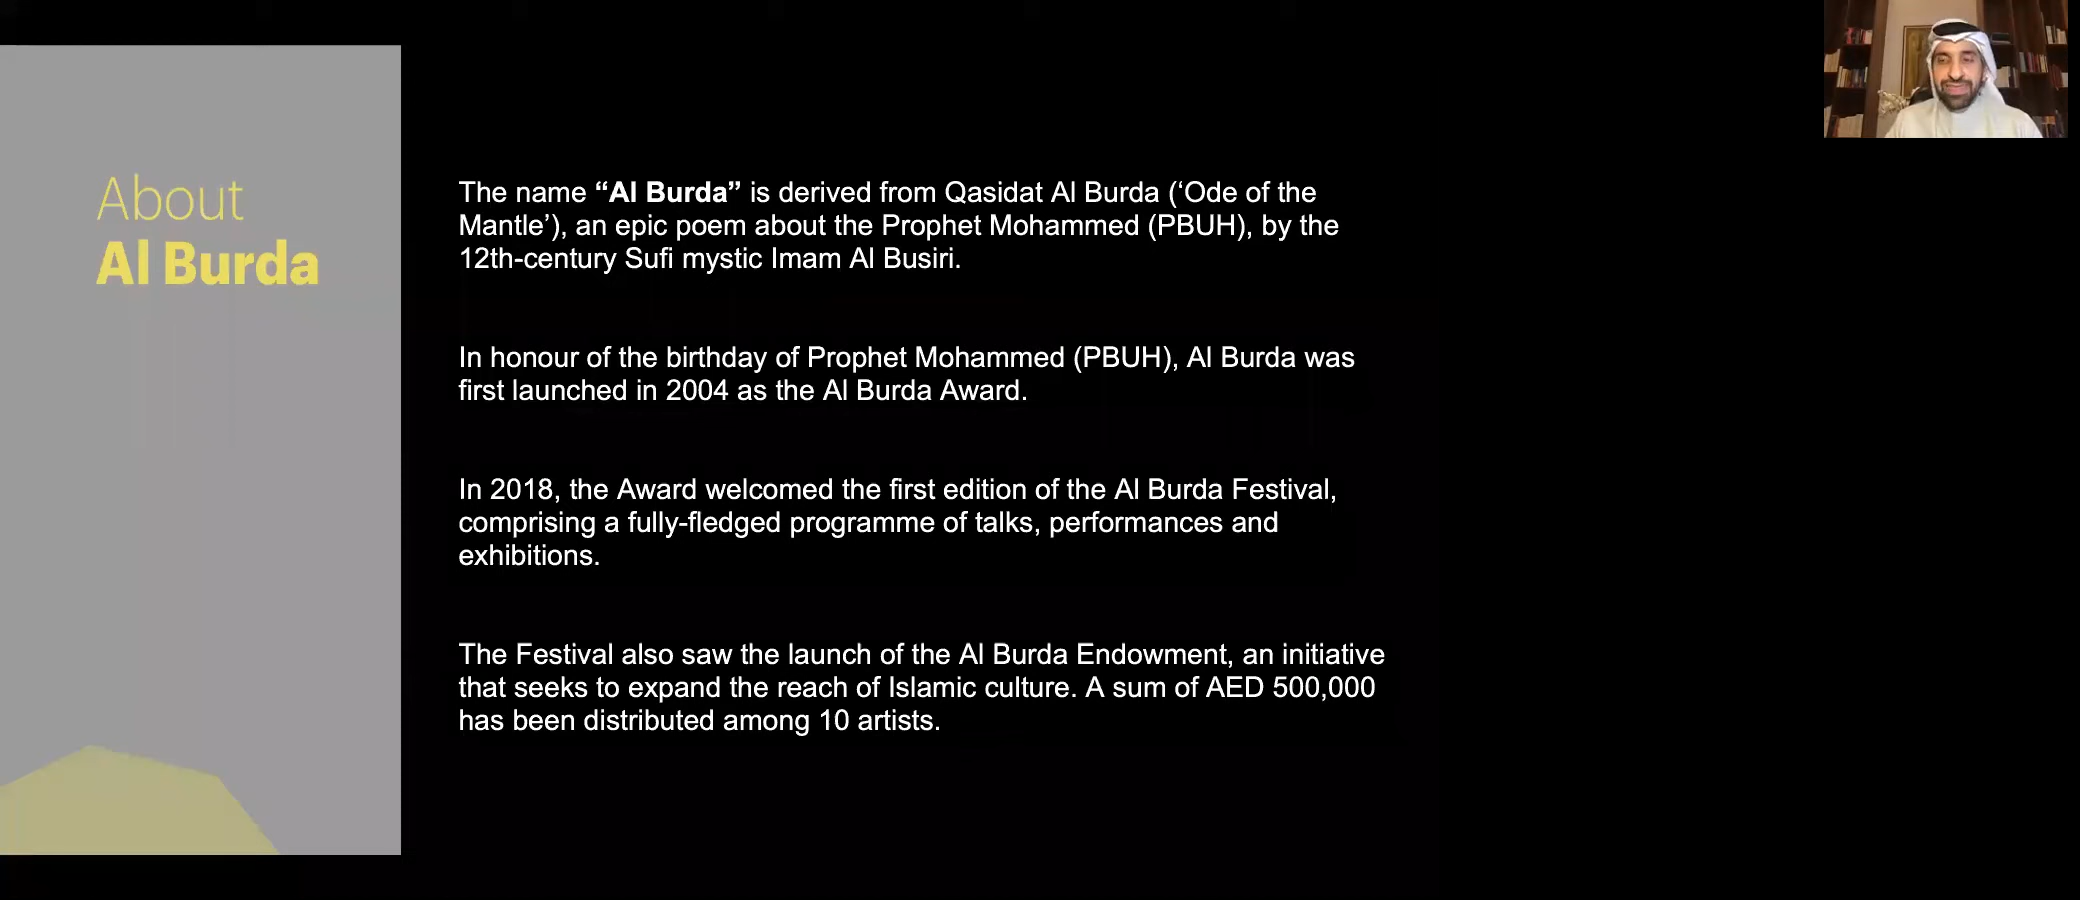 About
Al Burda
The name “Al Burda” is derived from Qasidat Al Burda (‘Ode of the
Mantle’), an epic poem about the Prophet Mohammed (PBUH), by the
12th-century Sufi mystic Imam Al Busiri.
In honour of the birthday of Prophet Mohammed (PBUH), Al Burda was
first launched in 2004 as the Al Burda Award.
In 2018, the Award welcomed the first edition of the Al Burda Festival,
comprising a fully-fledged programme of talks, performances and
exhibitions.
The Festival also saw the launch of the Al Burda Endowment, an initiative
that seeks to expand the reach of Islamic culture. A sum of AED 500,000
has been distributed among 10 artists.